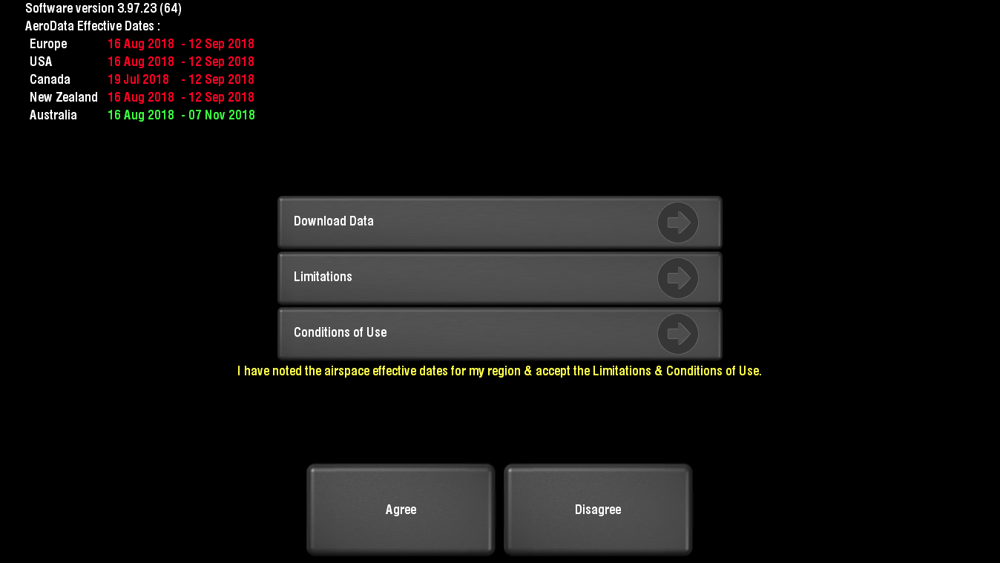 Software version 3.97.23 (64)
AeroData Effective Dates :
Europe 16 Aug 2018 - 12 Sep 2018
USA 16 Aug 2018 - 12 Sep 2018
Canada 19 Jul 2018 - 12 Sep 2018
New Zealand 16 Aug 2018 - 12 Sep 2018
Australia 16 Aug 2018 - 07 Nov 2018
Download Data
Limitations
Conditions of Use
I have noted the airspace effective dates for my region & accept the Limitations & Conditions of Use.
Agree Disagree